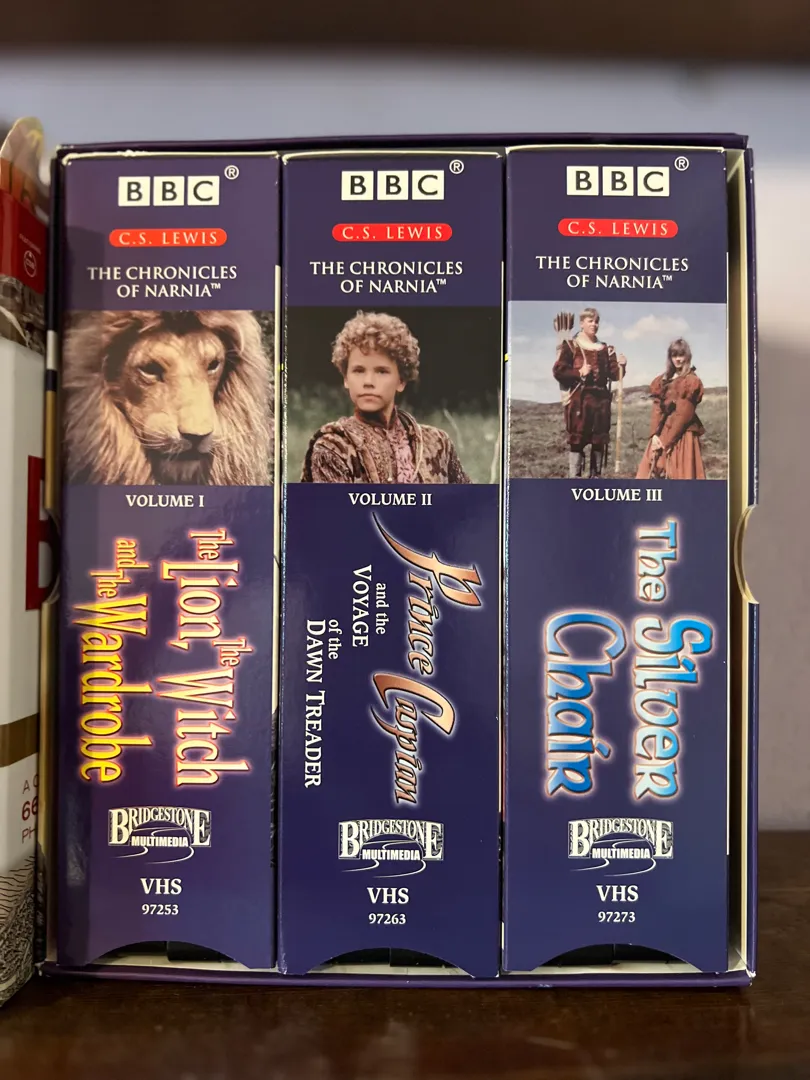 BBC®
C.S. LEWIS
THE CHRONICLES
OF NARNIA™
VOLUME I
The Lion, The Witch
and The Wardrobe
BRIDGESTONE
MULTIMEDIA
VHS
97253
BBC®
C.S. LEWIS
THE CHRONICLES
OF NARNIA™
VOLUME II
Prince Caspian
and the
VOYAGE
of the
DAWN TREADER
BRIDGESTONE
MULTIMEDIA
VHS
97263
BBC®
C.S. LEWIS
THE CHRONICLES
OF NARNIA™
VOLUME III
The Silver
Chair
BRIDGESTONE
MULTIMEDIA
VHS
97273